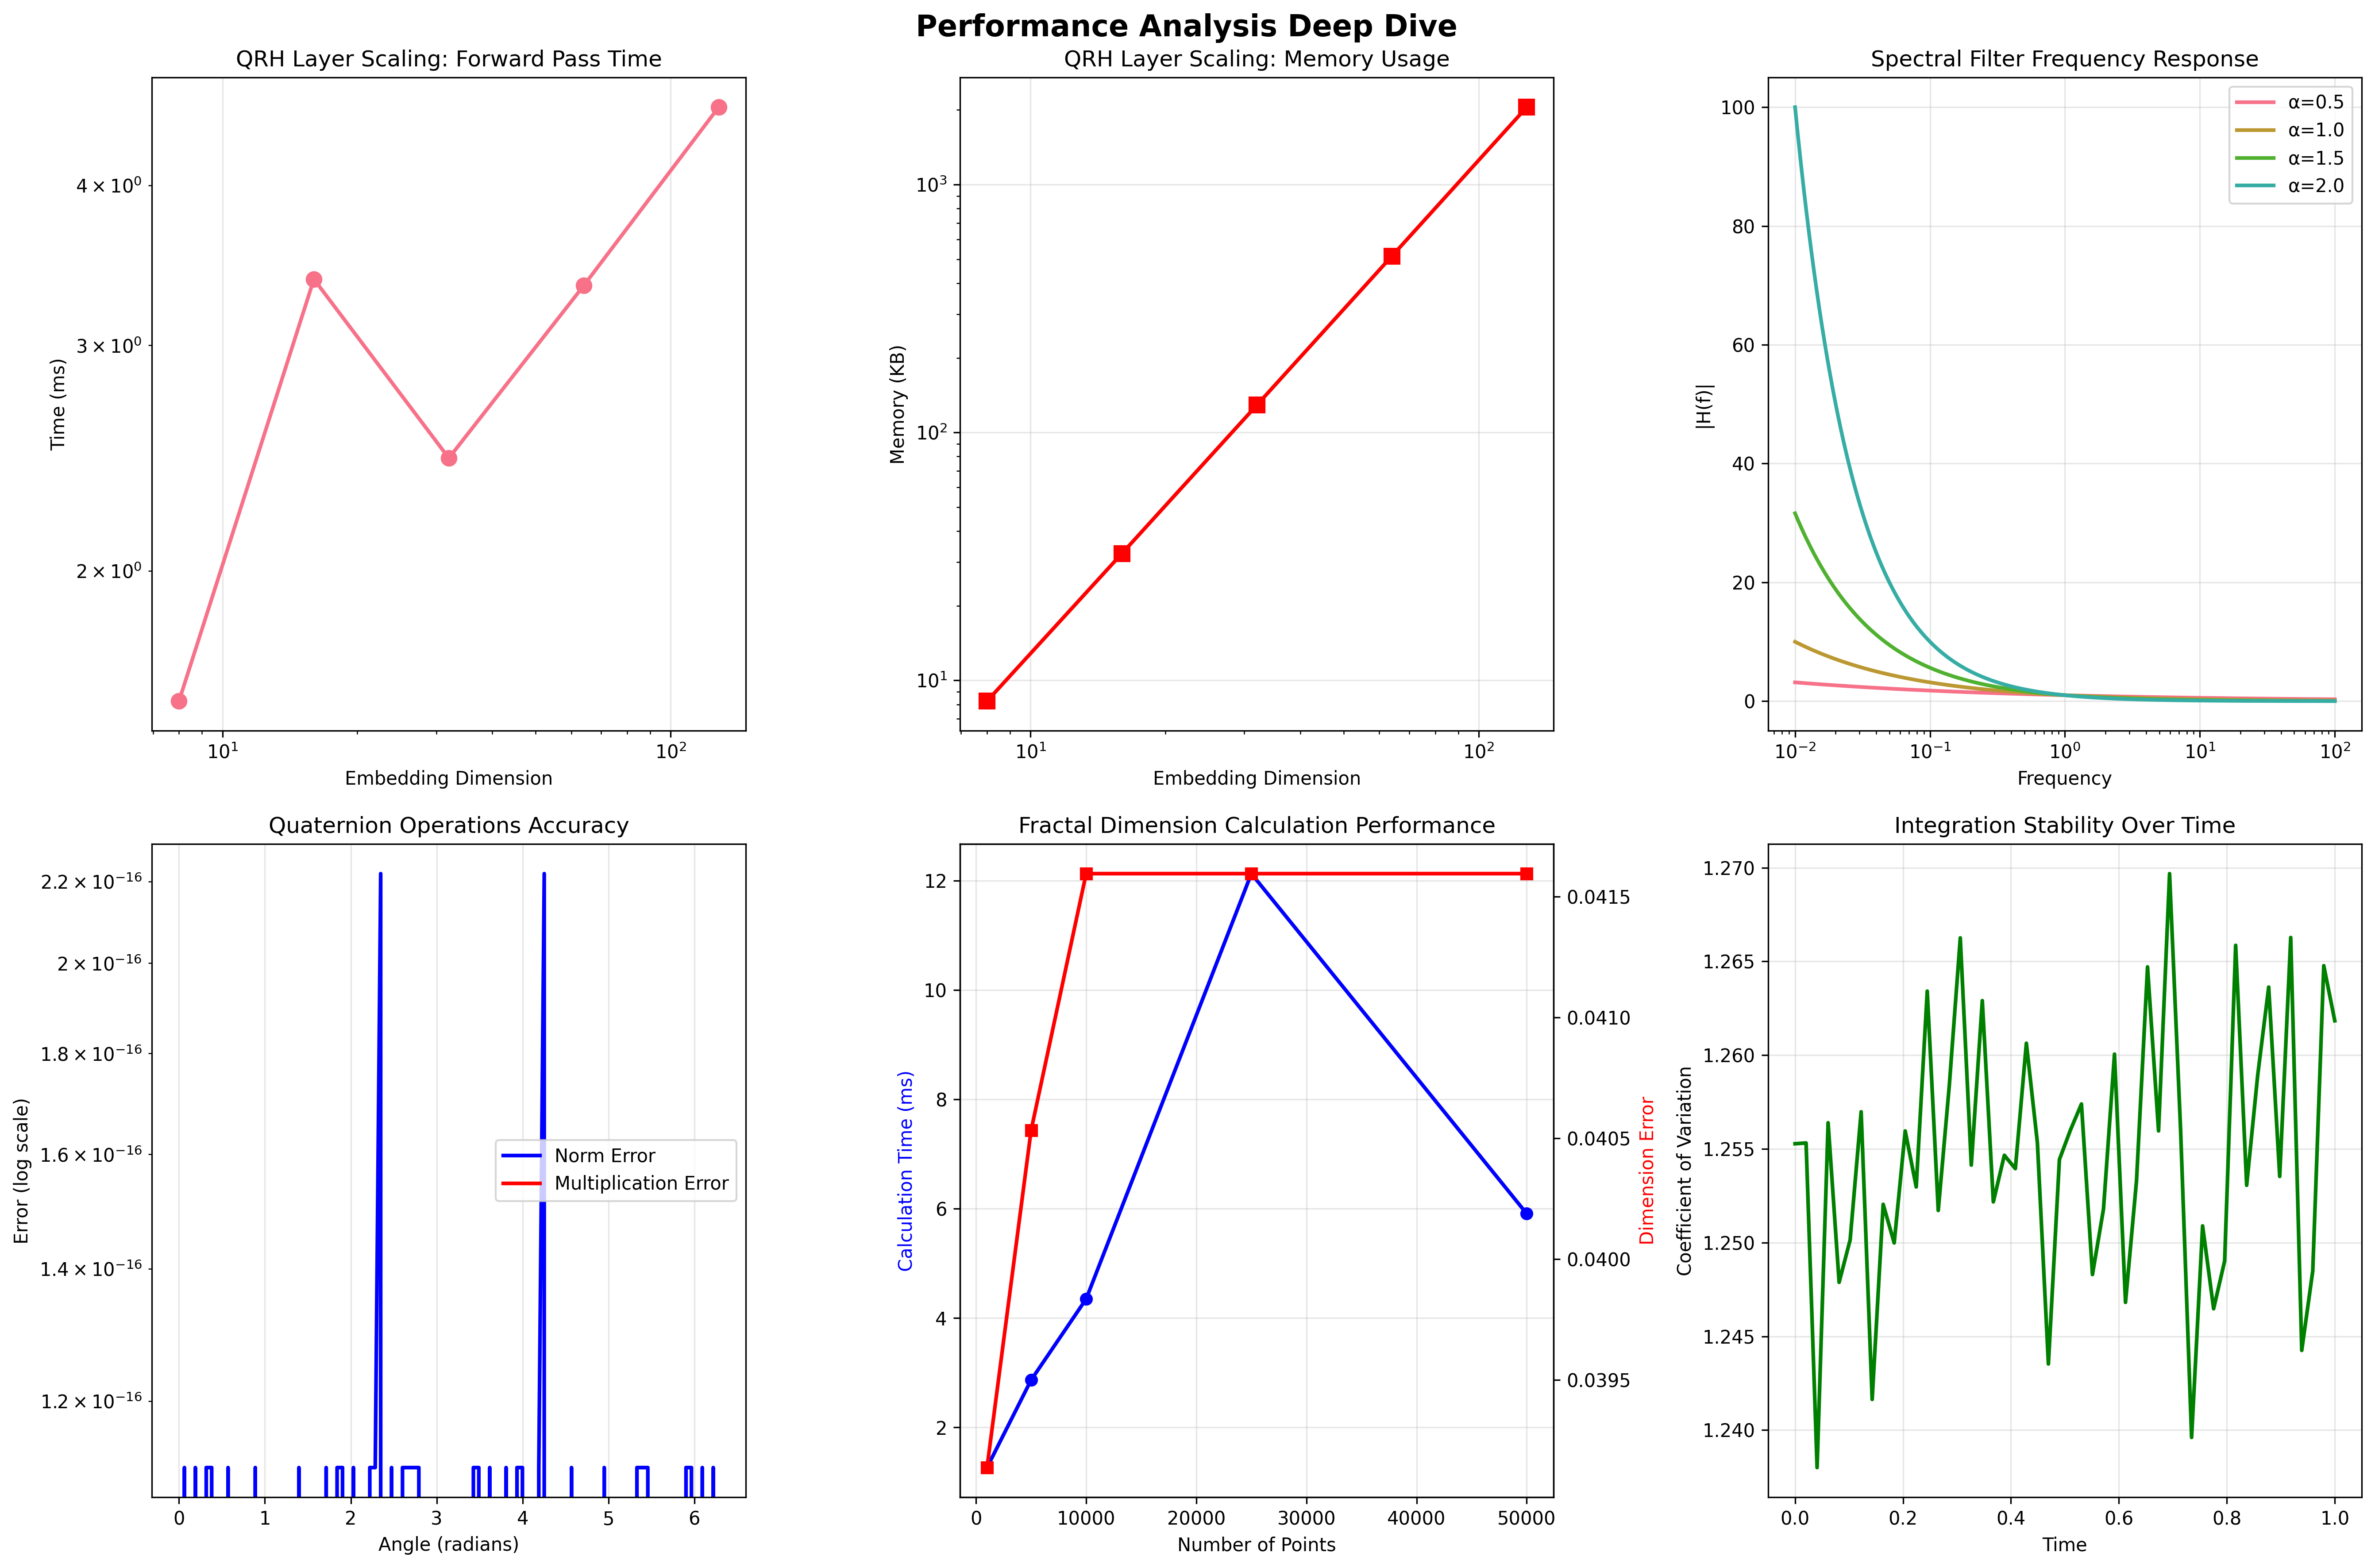 Performance Analysis Deep Dive
QRH Layer Scaling: Forward Pass Time
4 × 10⁰
3 × 10⁰
2 × 10⁰
Time (ms)
10¹
10²
Embedding Dimension
QRH Layer Scaling: Memory Usage
10³
10²
10¹
Memory (KB)
10¹
10²
Embedding Dimension
Spectral Filter Frequency Response
α=0.5
α=1.0
α=1.5
α=2.0
100
80
60
40
20
0
|H(f)|
10⁻²
10⁻¹
10⁰
10¹
10²
Frequency
Quaternion Operations Accuracy
2.2 × 10⁻¹⁶
2 × 10⁻¹⁶
1.8 × 10⁻¹⁶
1.6 × 10⁻¹⁶
1.4 × 10⁻¹⁶
1.2 × 10⁻¹⁶
Error (log scale)
Norm Error
Multiplication Error
0
1
2
3
4
5
6
Angle (radians)
Fractal Dimension Calculation Performance
12
10
8
6
4
2
Calculation Time (ms)
0.0415
0.0410
0.0405
0.0400
0.0395
Dimension Error
0
10000
20000
30000
40000
50000
Number of Points
Integration Stability Over Time
1.270
1.265
1.260
1.255
1.250
1.245
1.240
Coefficient of Variation
0.0
0.2
0.4
0.6
0.8
1.0
Time